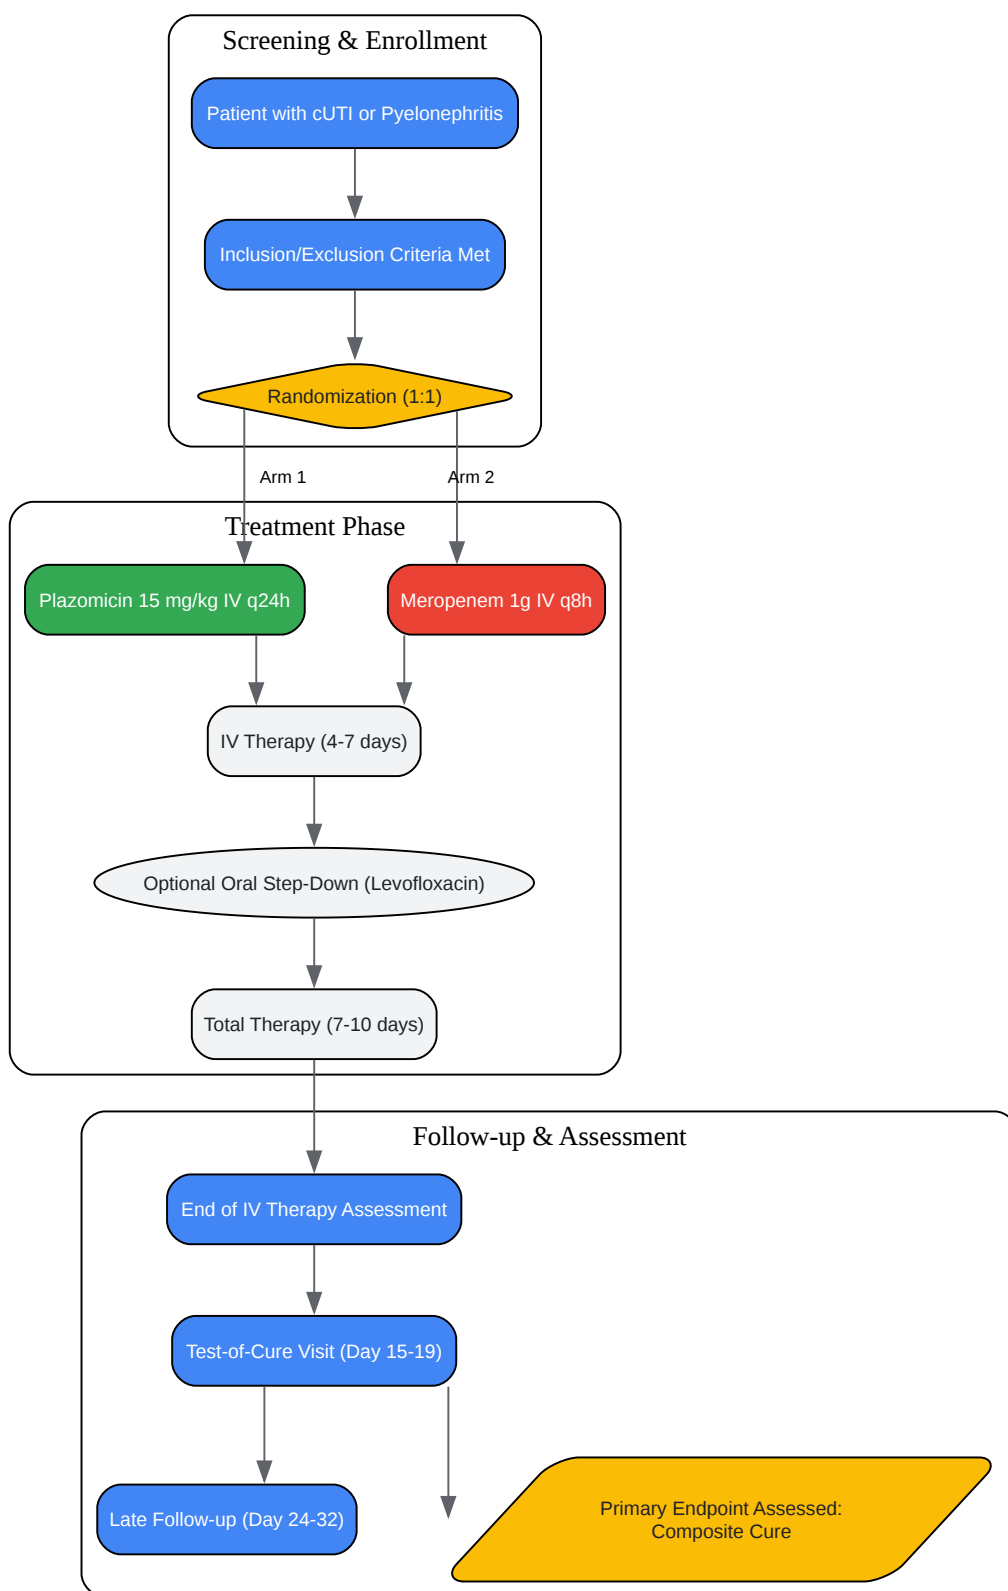 Screening & Enrollment
Patient with cUTI or Pyelonephritis
Inclusion/Exclusion Criteria Met
Randomization (1:1)
Arm 1
Arm 2
Treatment Phase
Plazomicin 15 mg/kg IV q24h
Meropenem 1g IV q8h
IV Therapy (4-7 days)
Optional Oral Step-Down (Levofloxacin)
Total Therapy (7-10 days)
Follow-up & Assessment
End of IV Therapy Assessment
Test-of-Cure Visit (Day 15-19)
Late Follow-up (Day 24-32)
Primary Endpoint Assessed:
Composite Cure